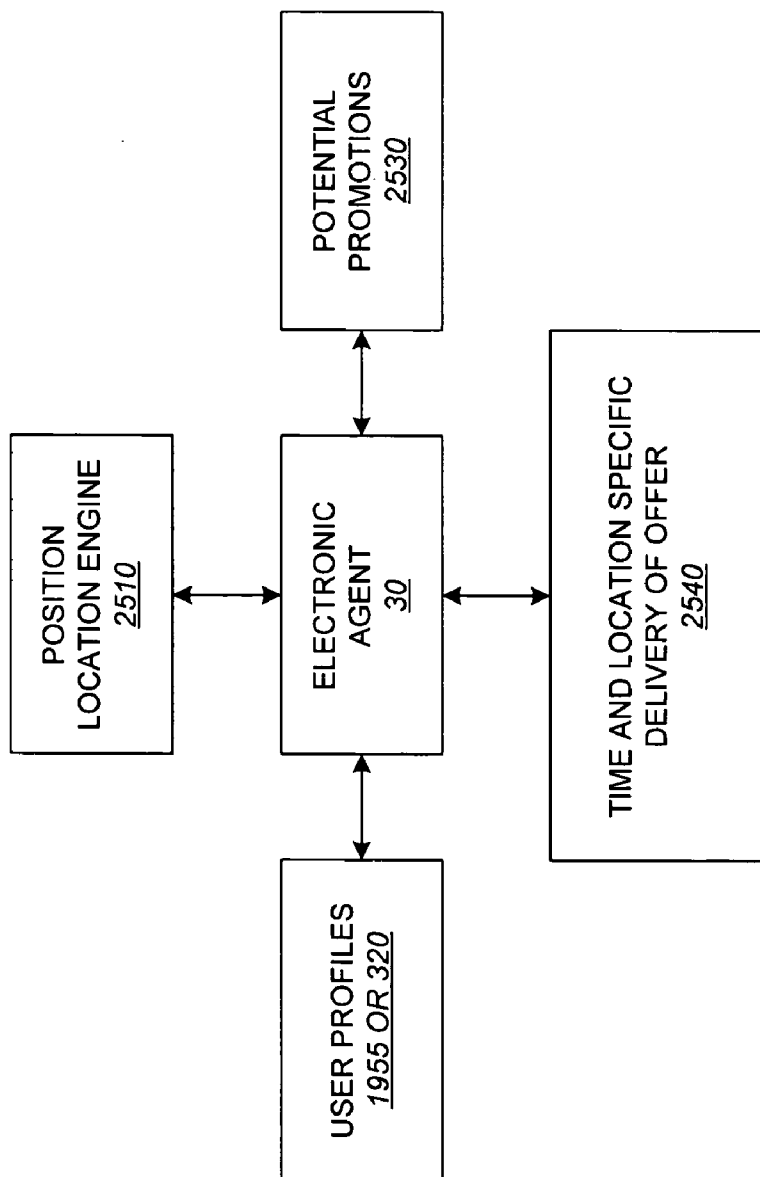 POSITION
LOCATION ENGINE
2510
USER PROFILES
1955 OR 320
ELECTRONIC
AGENT
30
POTENTIAL
PROMOTIONS
2530
TIME AND LOCATION SPECIFIC
DELIVERY OF OFFER
2540